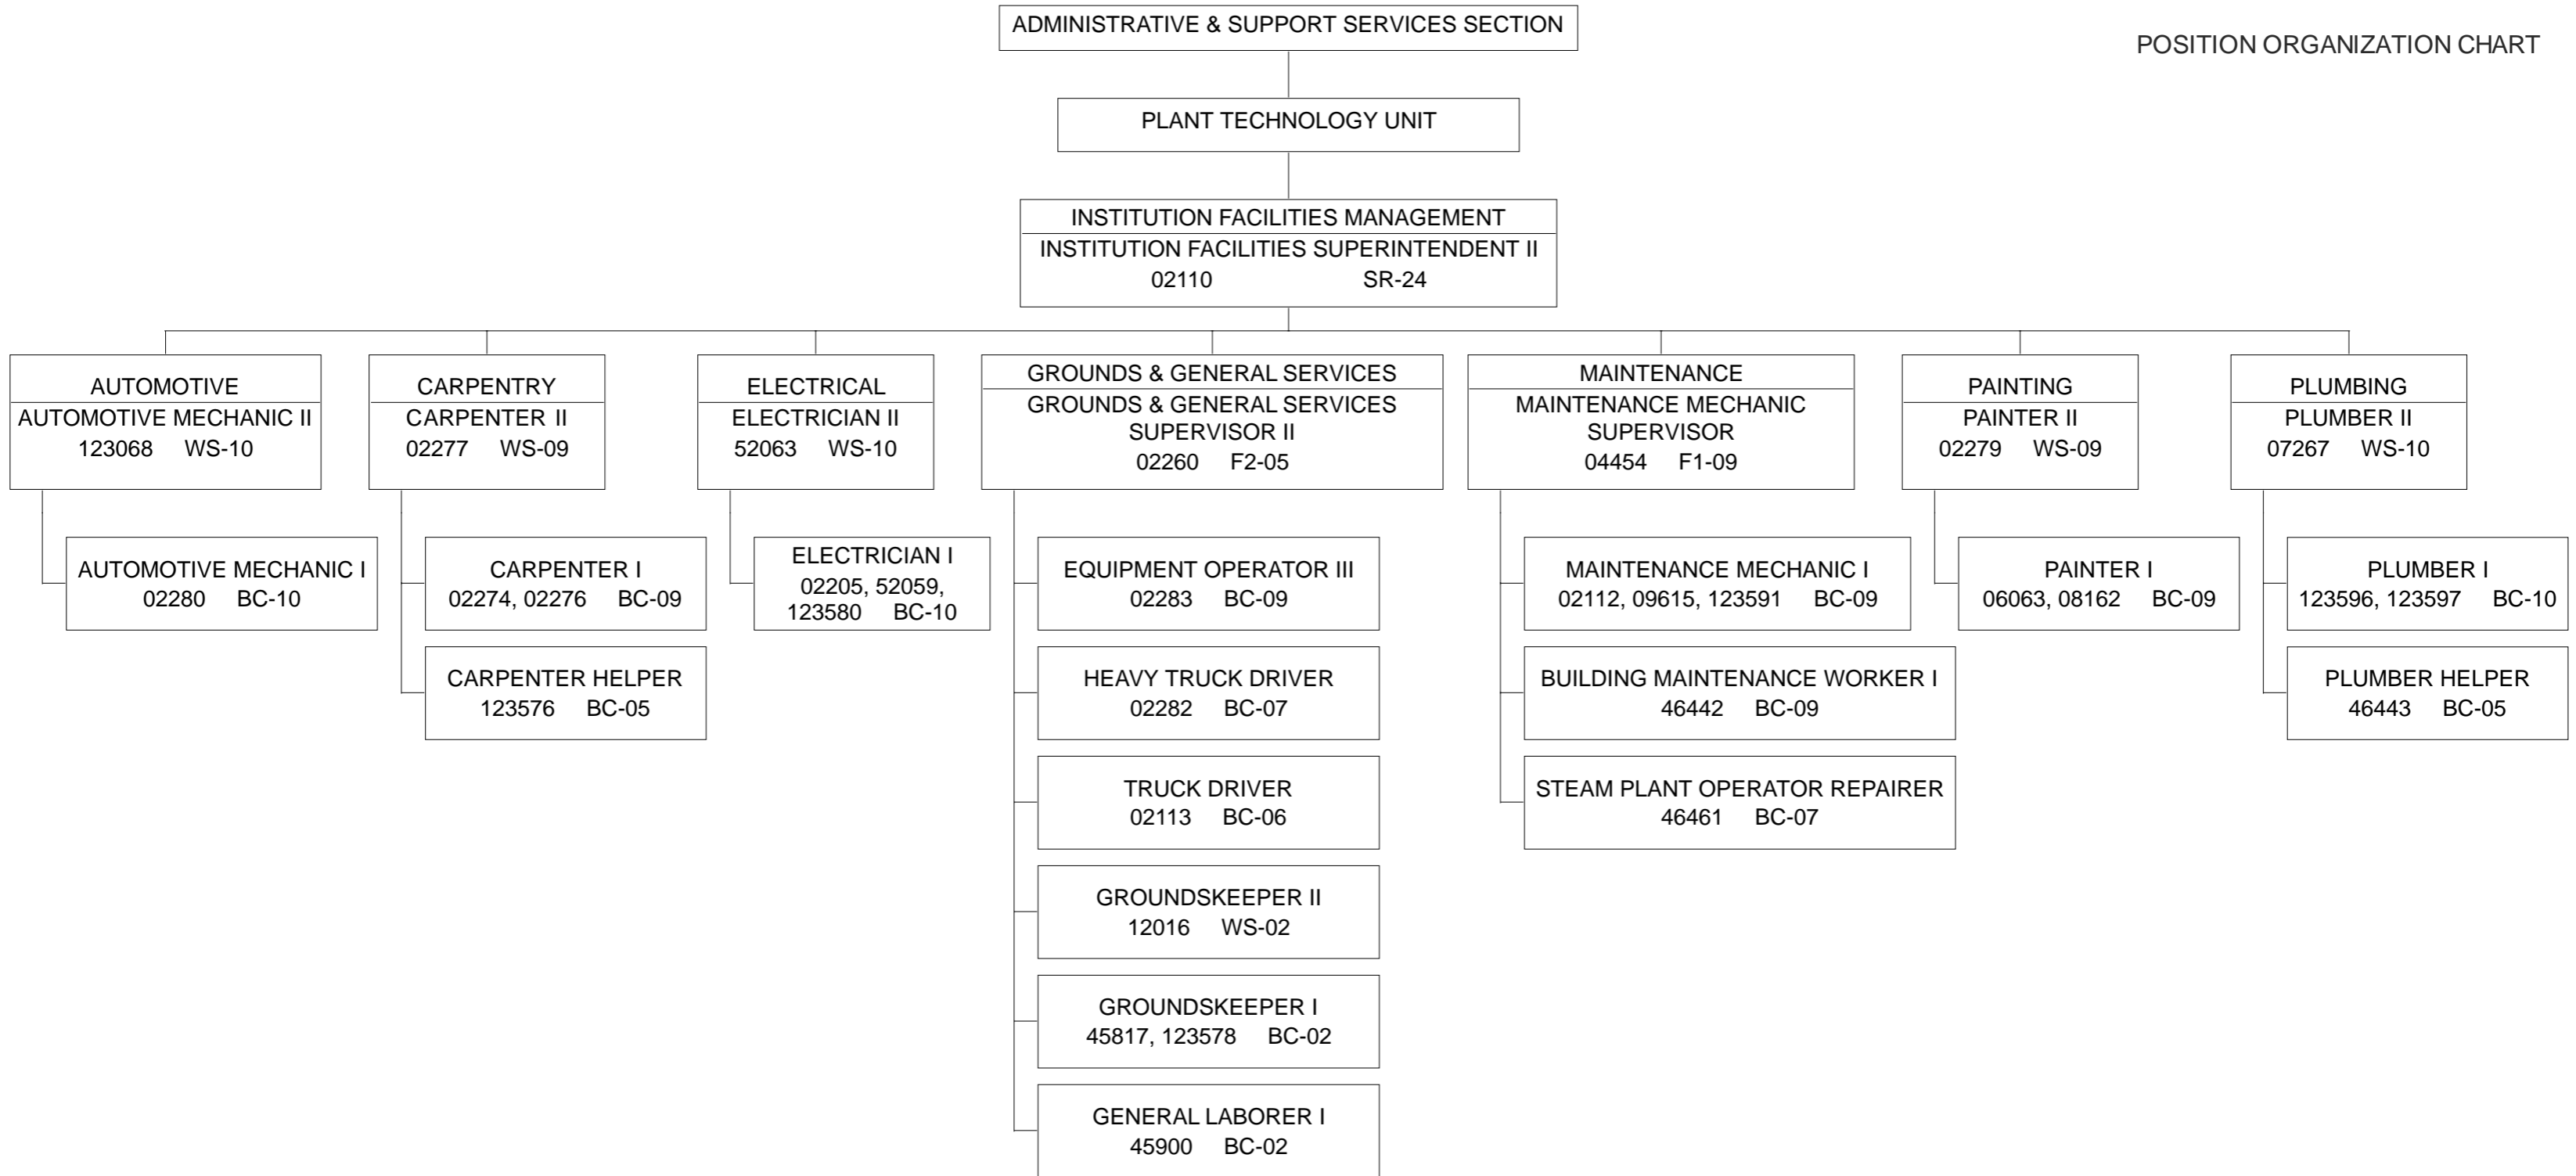 ADMINISTRATIVE & SUPPORT SERVICES SECTION
POSITION ORGANIZATION CHART
PLANT TECHNOLOGY UNIT
INSTITUTION FACILITIES MANAGEMENT
INSTITUTION FACILITIES SUPERINTENDENT II
02110 SR-24
AUTOMOTIVE
AUTOMOTIVE MECHANIC II
123068 WS-10
AUTOMOTIVE MECHANIC I
02280 BC-10
CARPENTRY
CARPENTER II
02277 WS-09
CARPENTER I
02274, 02276 BC-09
CARPENTER HELPER
123576 BC-05
ELECTRICAL
ELECTRICIAN II
52063 WS-10
ELECTRICIAN I
02205, 52059,
123580 BC-10
GROUNDS & GENERAL SERVICES
GROUNDS & GENERAL SERVICES
SUPERVISOR II
02260 F2-05
EQUIPMENT OPERATOR III
02283 BC-09
HEAVY TRUCK DRIVER
02282 BC-07
TRUCK DRIVER
02113 BC-06
GROUNDSKEEPER II
12016 WS-02
GROUNDSKEEPER I
45817, 123578 BC-02
GENERAL LABORER I
45900 BC-02
MAINTENANCE
MAINTENANCE MECHANIC
SUPERVISOR
04454 F1-09
MAINTENANCE MECHANIC I
02112, 09615, 123591 BC-09
BUILDING MAINTENANCE WORKER I
46442 BC-09
STEAM PLANT OPERATOR REPAIRER
46461 BC-07
PAINTING
PAINTER II
02279 WS-09
PAINTER I
06063, 08162 BC-09
PLUMBING
PLUMBER II
07267 WS-10
PLUMBER I
123596, 123597 BC-10
PLUMBER HELPER
46443 BC-05